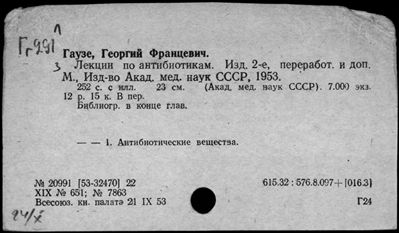 Гг991
Гаузе, Георгий Францевич.
3 Лекции по антибиотикам. Изд. 2-е, переработ. и доп.
М., Изд-во Акад. мед. наук СССР, 1953.
252 с. с илл. 23 см. (Акад. мед. наук СССР). 7.000 экз.
12 р. 15 к. В пер.
Библиогр. в конце глав.
— — 1. Антибиотические вещества.
№ 20991 [53-32470] 22
615.32 : 576.8.097+[016.3]
XIX № 651; № 7863
Всесоюз. кн. палата 21 IX 53
Г24
24/X